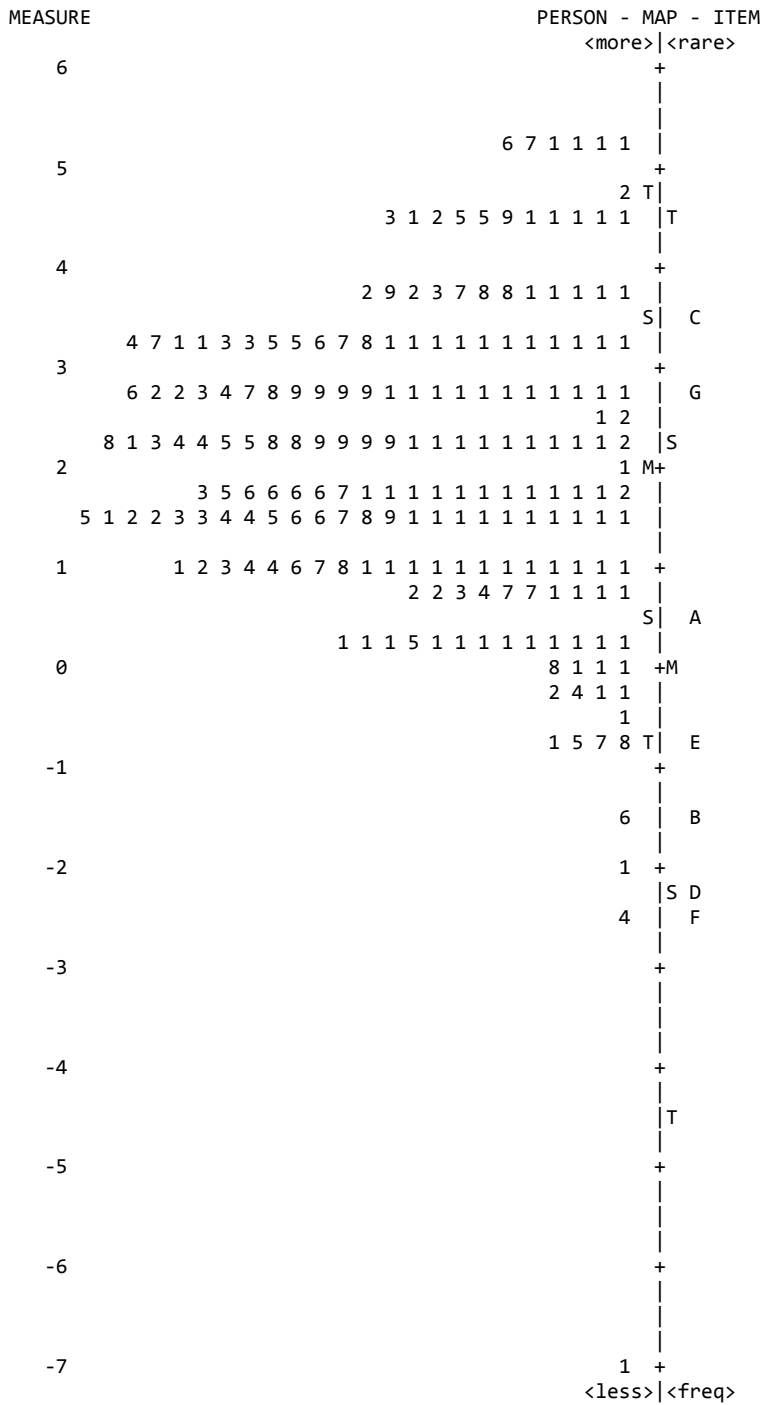 MEASURE PERSON - MAP - ITEM
<more>|<rare>
6 +
|
|
6 7 1 1 1 1 |
5 +
2 T|
3 1 2 5 5 9 1 1 1 1 1 |T
|
4 +
2 9 2 3 7 8 8 1 1 1 1 1 |
S| C
4 7 1 1 3 3 5 5 6 7 8 1 1 1 1 1 1 1 1 1 1 1 |
3 +
6 2 2 3 4 7 8 9 9 9 9 1 1 1 1 1 1 1 1 1 1 1 | G
1 2 |
8 1 3 4 4 5 5 8 8 9 9 9 9 1 1 1 1 1 1 1 1 1 2 |S
2 1 M+
3 5 6 6 6 6 7 1 1 1 1 1 1 1 1 1 1 1 2 |
5 1 2 2 3 3 4 4 5 6 6 7 8 9 1 1 1 1 1 1 1 1 1 1 |
|
1 1 2 3 4 4 6 7 8 1 1 1 1 1 1 1 1 1 1 1 1 +
2 2 3 4 7 7 1 1 1 1 |
S| A
1 1 1 5 1 1 1 1 1 1 1 1 1 |
0 8 1 1 1 +M
2 4 1 1 |
1 |
1 5 7 8 T| E
-1 +
|
6 | B
|
-2 1 +
|S D
4 | F
|
-3 +
|
|
|
-4 +
|
|T
|
-5 +
|
|
|
-6 +
|
|
|
-7 1 +
<less>|<freq>